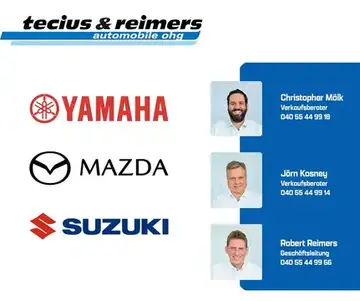 tecius & reimers
automobile ohg
YAMAHA
MAZDA
SUZUKI
Christopher Mölk
Verkaufsberater
040 55 44 99 18
Jörn Kosney
Verkaufsberater
040 55 44 99 14
Robert Reimers
Geschäftsleitung
040 55 44 99 66